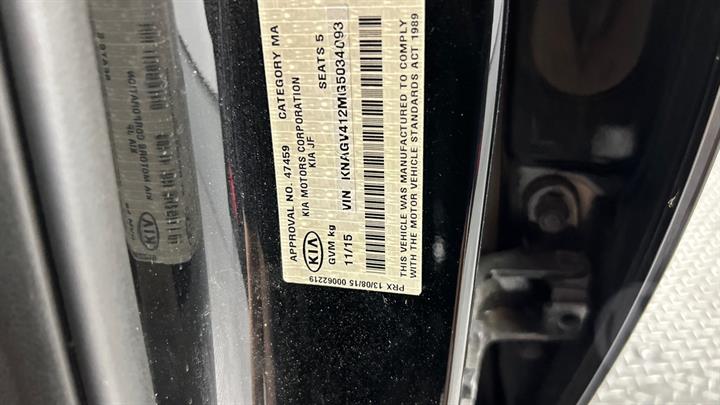 APPROVAL NO. 47459 CATEGORY MA
KIA MOTORS CORPORATION
KIA JF SEATS 5
KIA
GVM kg
11/15 VIN KNAGV412MG5034093
THIS VEHICLE WAS MANUFACTURED TO COMPLY
WITH THE MOTOR VEHICLE STANDARDS ACT 1989
PRX 13/08/15 00062219